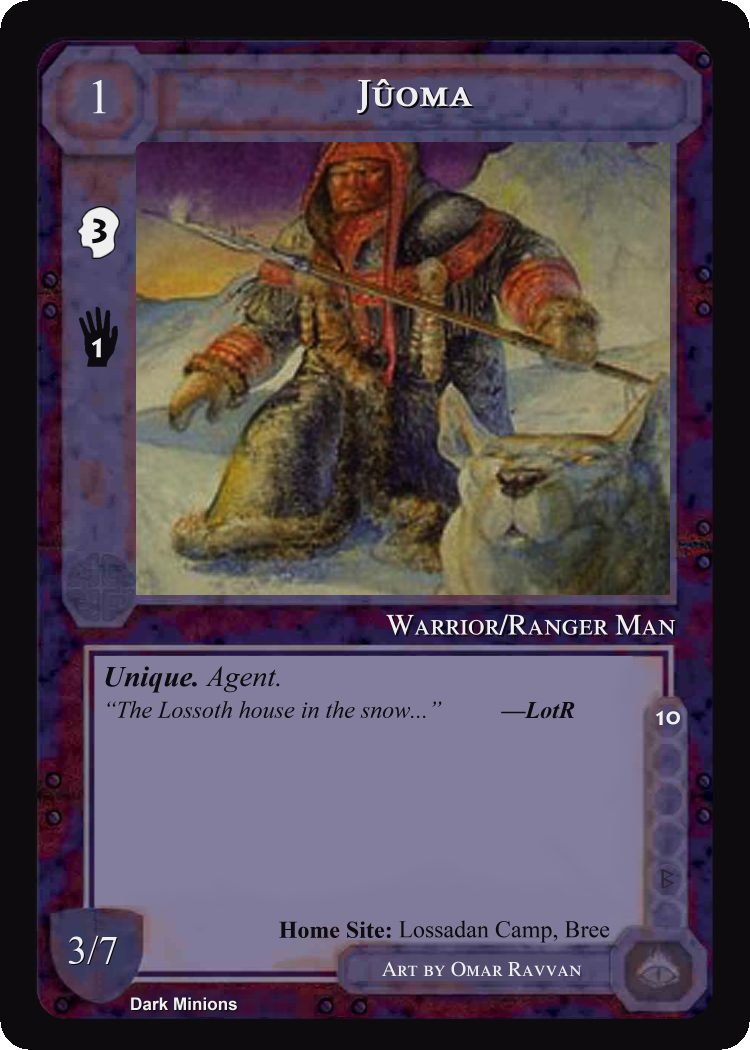 1
Jûoma
3
1
Warrior/Ranger Man
Unique. Agent.
“The Lossoth house in the snow...” —LotR
10
Home Site: Lossadan Camp, Bree
3/7
Art by Omar Ravvan
Dark Minions